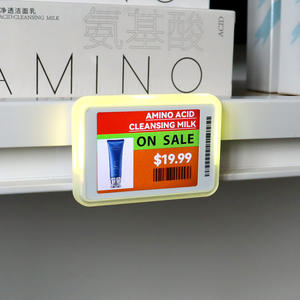 净透洁面乳
ACID CLEANSING MILK
氨基酸
AMINO
ACID
AMINO ACID
CLEANSING MILK
ON SALE
$19.99